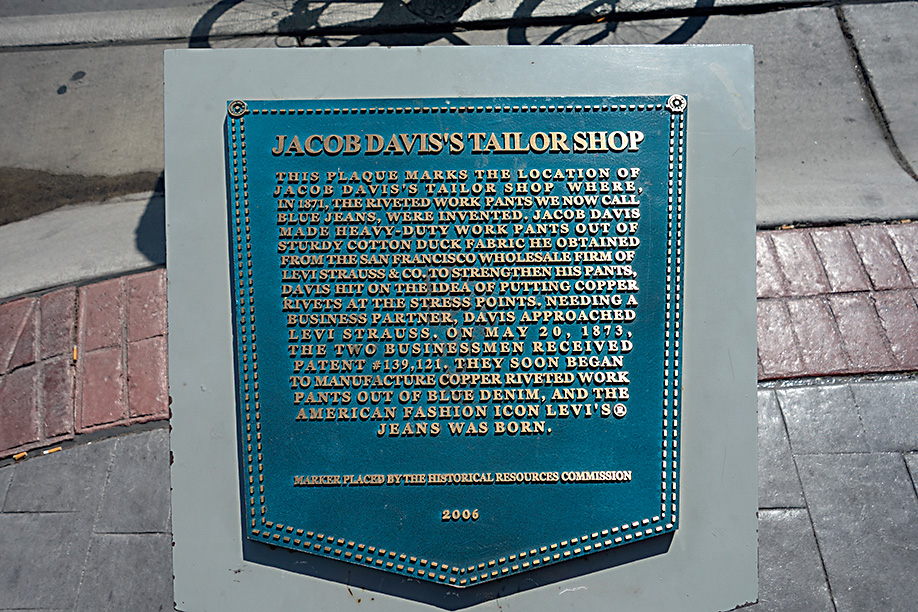 JACOB DAVIS'S TAILOR SHOP
THIS PLAQUE MARKS THE LOCATION OF
JACOB DAVIS'S TAILOR SHOP WHERE,
IN 1871, THE RIVETED WORK PANTS WE NOW CALL
BLUE JEANS, WERE INVENTED. JACOB DAVIS
MADE HEAVY-DUTY WORK PANTS OUT OF
STURDY COTTON DUCK FABRIC HE OBTAINED
FROM THE SAN FRANCISCO WHOLESALE FIRM OF
LEVI STRAUSS & CO. TO STRENGTHEN HIS PANTS,
DAVIS HIT ON THE IDEA OF PUTTING COPPER
RIVETS AT THE STRESS POINTS. NEEDING A
BUSINESS PARTNER, DAVIS APPROACHED
LEVI STRAUSS. ON MAY 20, 1873,
THE TWO BUSINESSMEN RECEIVED
PATENT #139,121. THEY SOON BEGAN
TO MANUFACTURE COPPER RIVETED WORK
PANTS OUT OF BLUE DENIM, AND THE
AMERICAN FASHION ICON LEVI'S®
JEANS WAS BORN.
MARKER PLACED BY THE HISTORICAL RESOURCES COMMISSION
2006